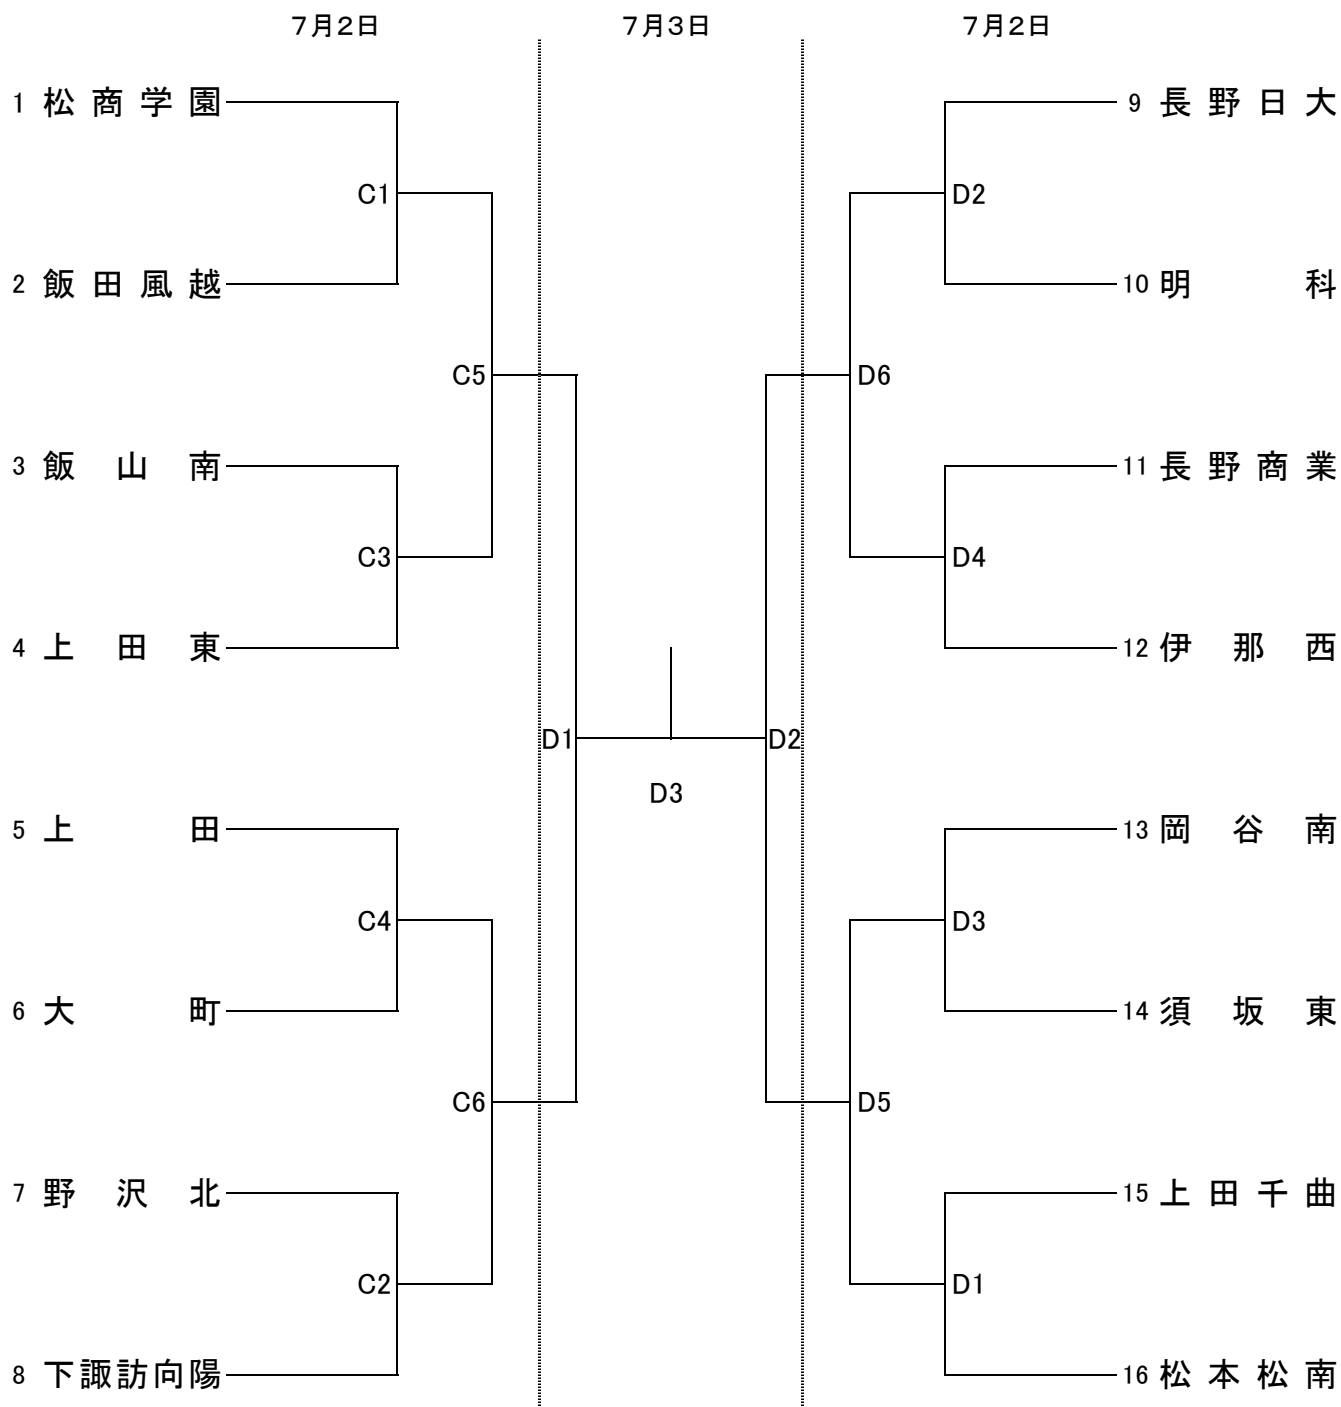 ７月２日 ７月３日 ７月２日
1 松商学園 9 長野日大
C1 D2
2 飯田風越 10 明科
C5 D6
3 飯山南 11 長野商業
C3 D4
4 上田東 12 伊那西
D1 D2
D3
5 上田 13 岡谷南
C4 D3
6 大町 14 須坂東
C6 D5
7 野沢北 15 上田千曲
C2 D1
8 下諏訪向陽 16 松本松南